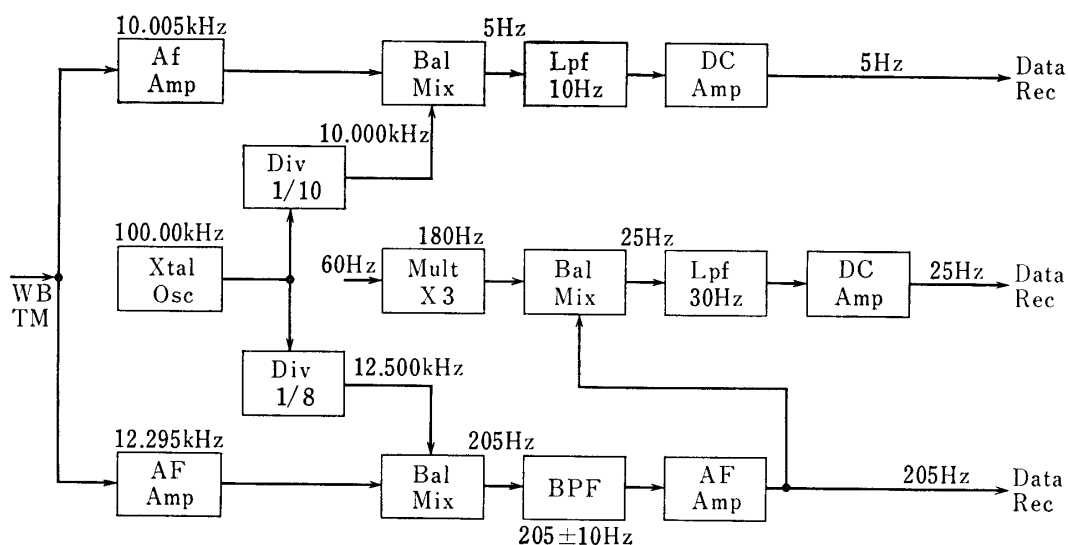 10.005kHz
Af
Amp
Bal
Mix
5Hz
Lpf
10Hz
DC
Amp
5Hz
Data
Rec
10.000kHz
Div
1/10
100.00kHz
Xtal
Osc
WB
TM
60Hz
180Hz
Mult
X3
Bal
Mix
25Hz
Lpf
30Hz
DC
Amp
25Hz
Data
Rec
Div
1/8
12.500kHz
12.295kHz
AF
Amp
Bal
Mix
205Hz
BPF
205±10Hz
AF
Amp
205Hz
Data
Rec